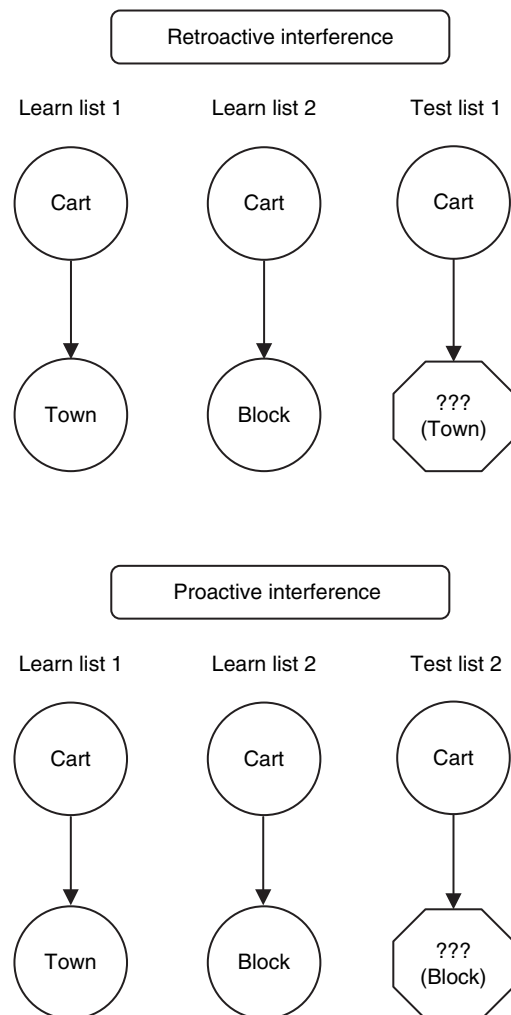 Retroactive interference
Learn list 1 Learn list 2 Test list 1
Cart Cart Cart
Town Block ???
(Town)
Proactive interference
Learn list 1 Learn list 2 Test list 2
Cart Cart Cart
Town Block ???
(Block)